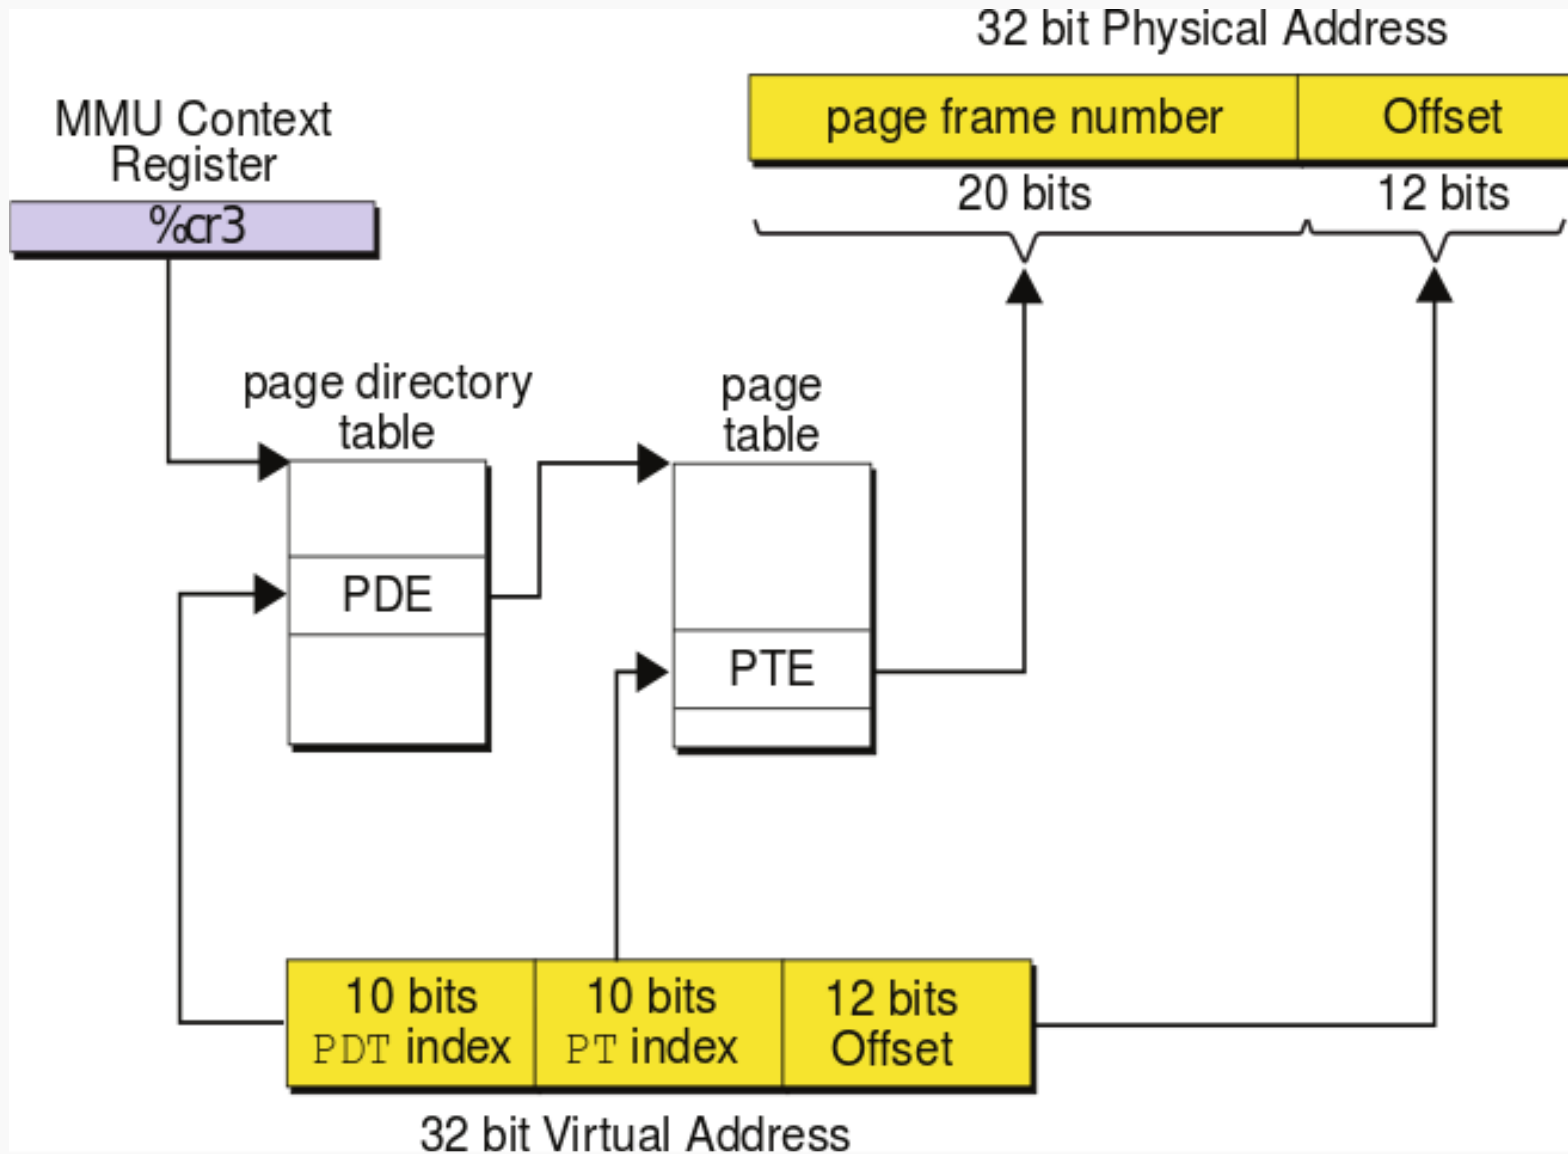 32 bit Physical Address
page frame number
Offset
20 bits
12 bits
MMU Context
Register
%cr3
page directory
table
page
table
PDE
PTE
10 bits
PDT index
10 bits
PT index
12 bits
Offset
32 bit Virtual Address